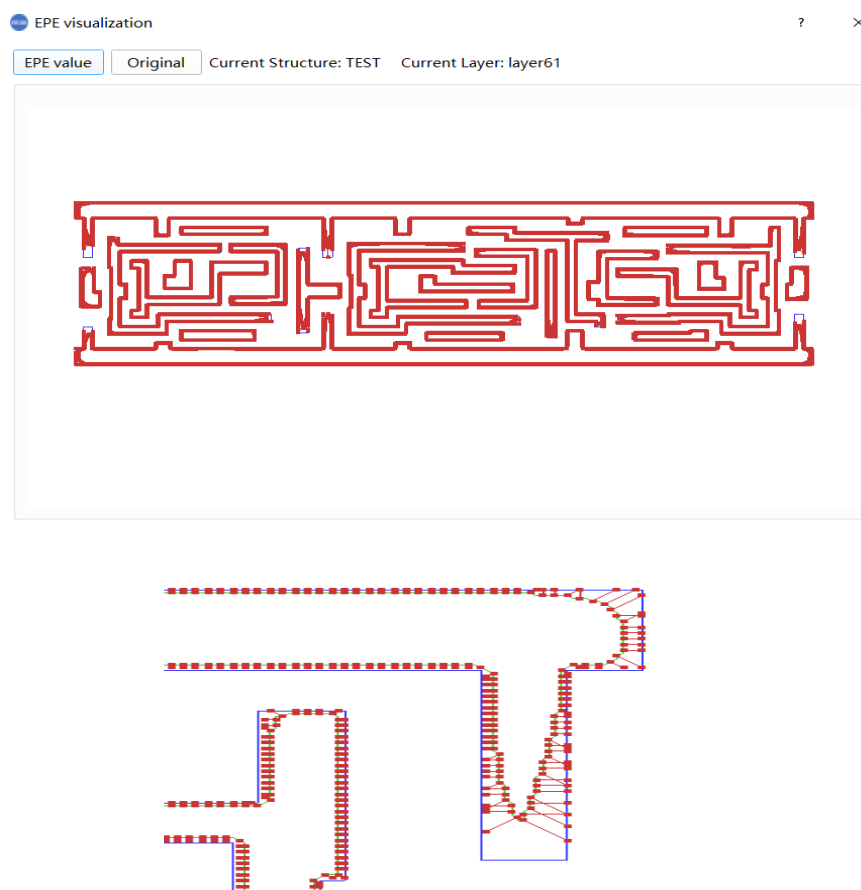 EPE visualization
?
EPE value Original Current Structure: TEST Current Layer: layer61